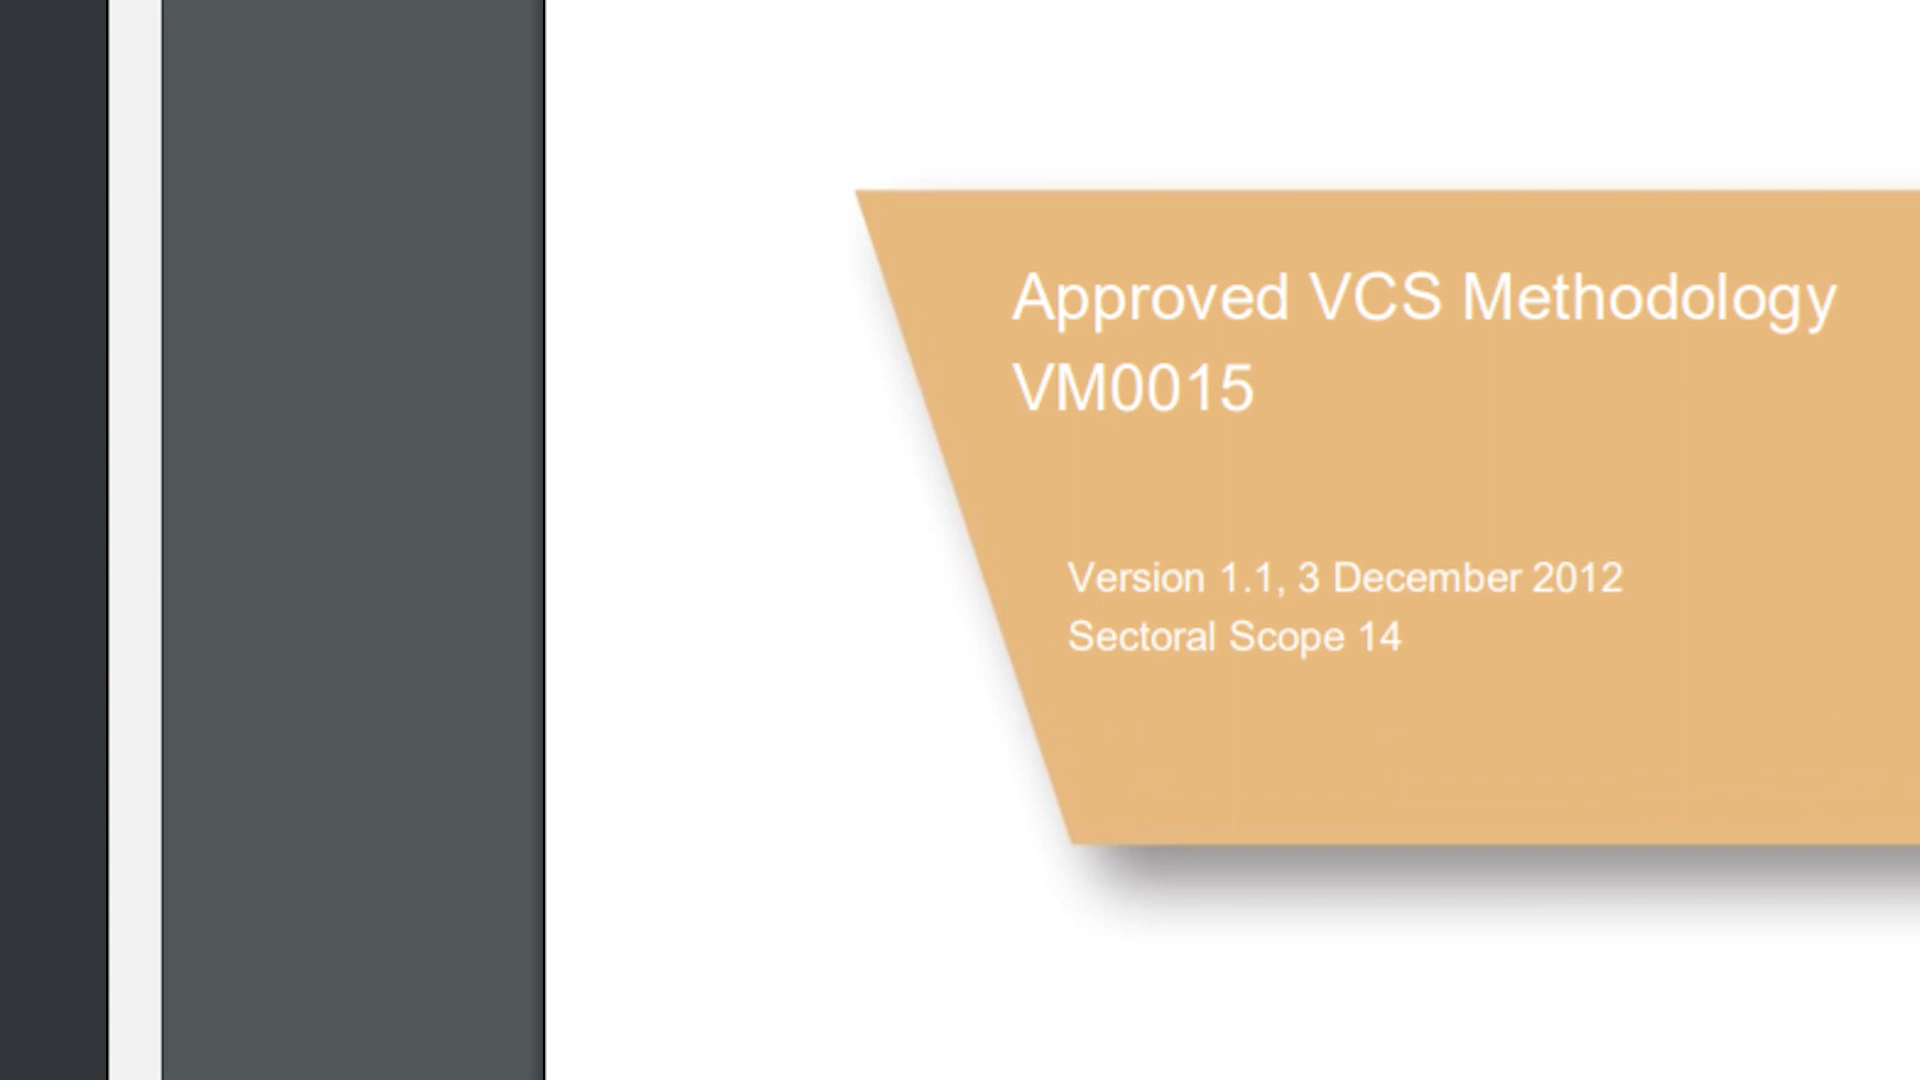 Approved VCS Methodology
VM0015
Version 1.1, 3 December 2012
Sectoral Scope 14